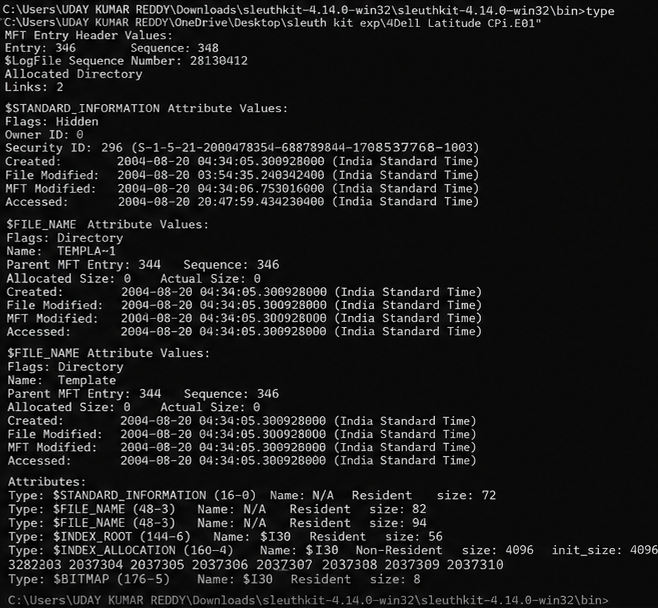 C:\Users\UDAY KUMAR REDDY\Downloads\sleuthkit-4.14.0-win32\sleuthkit-4.14.0-win32\bin>type
"C:\Users\UDAY KUMAR REDDY\OneDrive\Desktop\sleuth kit exp\4Dell Latitude CPi.E01"
MFT Entry Header Values:
Entry: 346 Sequence: 348
$LogFile Sequence Number: 28130412
Allocated Directory
Links: 2
$STANDARD_INFORMATION Attribute Values:
Flags: Hidden
Owner ID: 0
Security ID: 296 (S-1-5-21-2000478354-688789844-1708537768-1003)
Created: 2004-08-20 04:34:05.300928000 (India Standard Time)
File Modified: 2004-08-20 03:54:35.240342400 (India Standard Time)
MFT Modified: 2004-08-20 04:34:06.753016000 (India Standard Time)
Accessed: 2004-08-20 20:47:59.434230400 (India Standard Time)
$FILE_NAME Attribute Values:
Flags: Directory
Name: TEMPLA~1
Parent MFT Entry: 344 Sequence: 346
Allocated Size: 0 Actual Size: 0
Created: 2004-08-20 04:34:05.300928000 (India Standard Time)
File Modified: 2004-08-20 04:34:05.300928000 (India Standard Time)
MFT Modified: 2004-08-20 04:34:05.300928000 (India Standard Time)
Accessed: 2004-08-20 04:34:05.300928000 (India Standard Time)
$FILE_NAME Attribute Values:
Flags: Directory
Name: Template
Parent MFT Entry: 344 Sequence: 346
Allocated Size: 0 Actual Size: 0
Created: 2004-08-20 04:34:05.300928000 (India Standard Time)
File Modified: 2004-08-20 04:34:05.300928000 (India Standard Time)
MFT Modified: 2004-08-20 04:34:05.300928000 (India Standard Time)
Accessed: 2004-08-20 04:34:05.300928000 (India Standard Time)
Attributes:
Type: $STANDARD_INFORMATION (16-0) Name: N/A Resident size: 72
Type: $FILE_NAME (48-3) Name: N/A Resident size: 82
Type: $FILE_NAME (48-3) Name: N/A Resident size: 94
Type: $INDEX_ROOT (144-6) Name: $I30 Resident size: 56
Type: $INDEX_ALLOCATION (160-4) Name: $I30 Non-Resident size: 4096 init_size: 4096
3282303 2037304 2037305 2037306 2037307 2037308 2037309 2037310
Type: $BITMAP (176-5) Name: $I30 Resident size: 8
C:\Users\UDAY KUMAR REDDY\Downloads\sleuthkit-4.14.0-win32\sleuthkit-4.14.0-win32\bin>